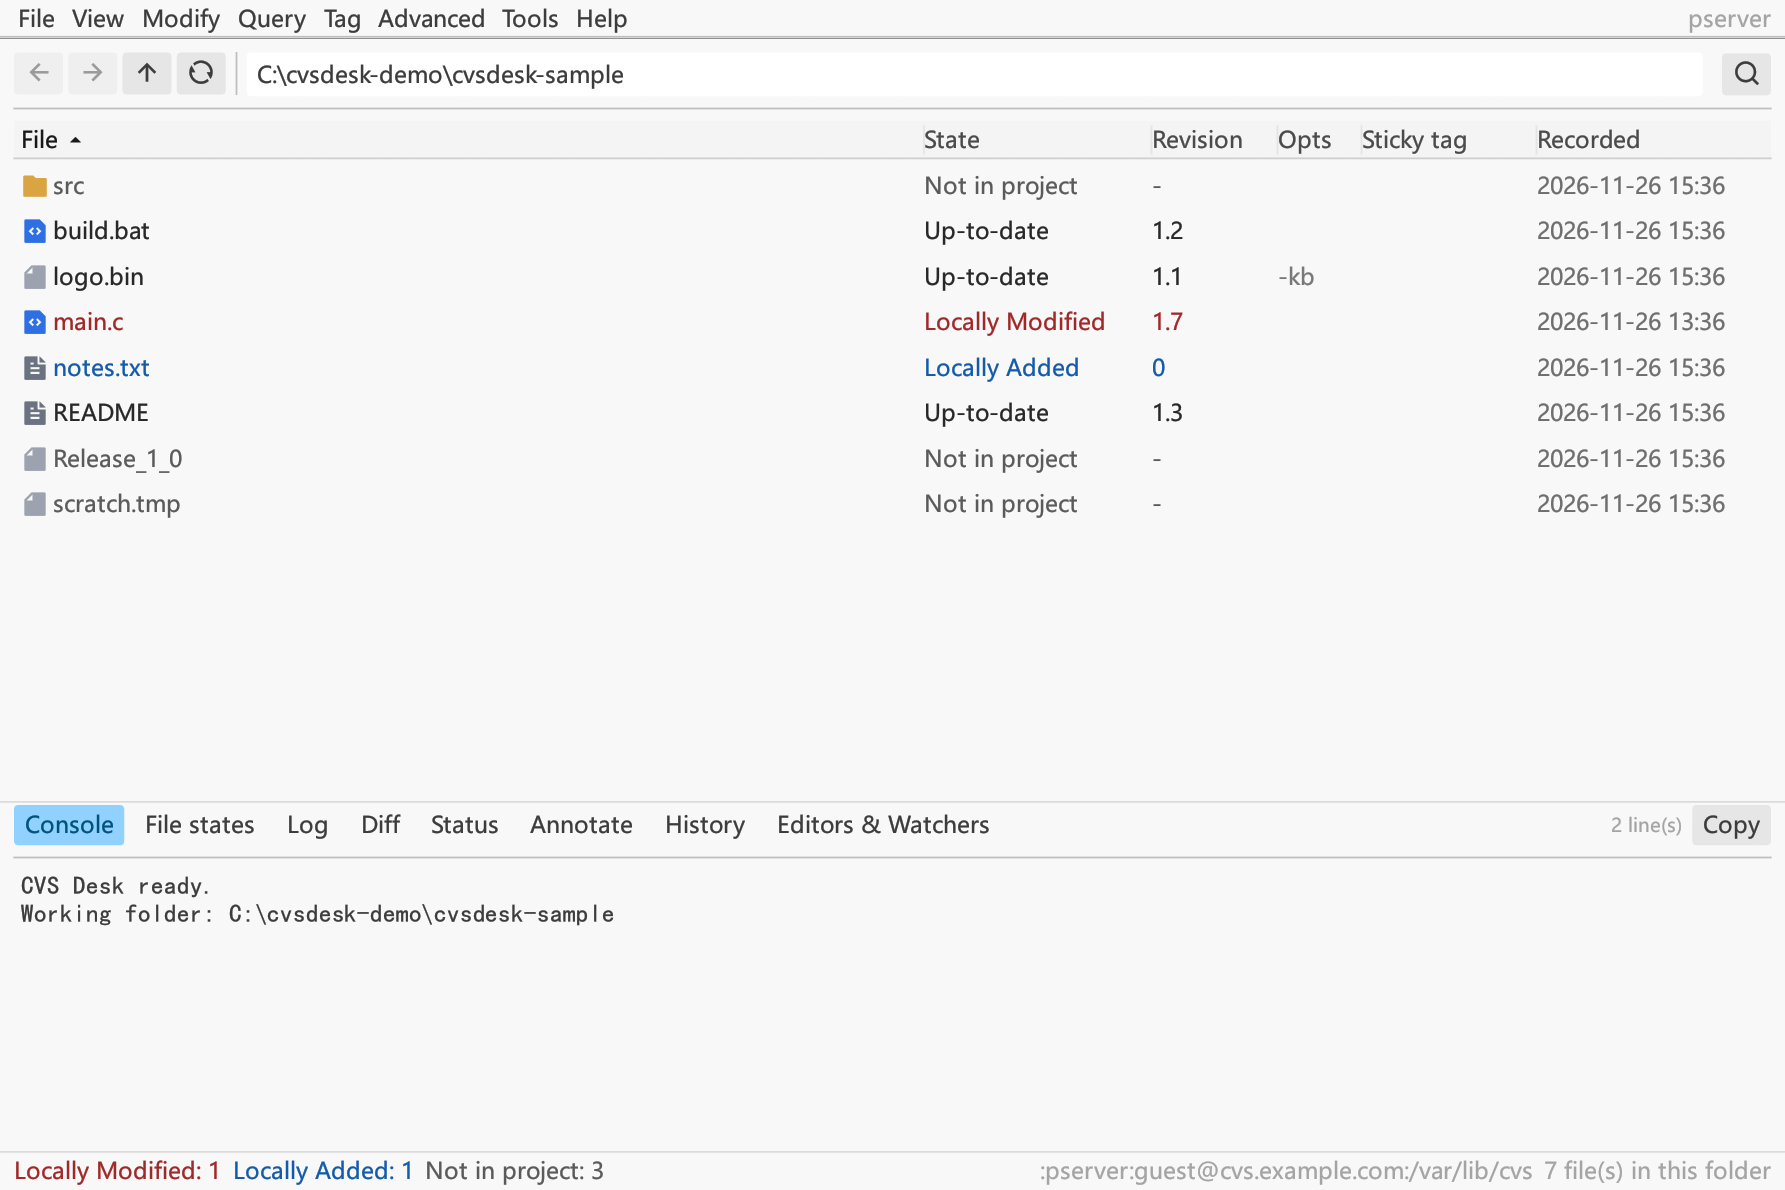 File View Modify Query Tag Advanced Tools Help pserver
C:\cvsdesk-demo\cvsdesk-sample
File State Revision Opts Sticky tag Recorded
src Not in project - 2026-11-26 15:36
build.bat Up-to-date 1.2 2026-11-26 15:36
logo.bin Up-to-date 1.1 -kb 2026-11-26 15:36
main.c Locally Modified 1.7 2026-11-26 13:36
notes.txt Locally Added 0 2026-11-26 15:36
README Up-to-date 1.3 2026-11-26 15:36
Release_1_0 Not in project - 2026-11-26 15:36
scratch.tmp Not in project - 2026-11-26 15:36
Console File states Log Diff Status Annotate History Editors & Watchers 2 line(s) Copy
CVS Desk ready.
Working folder: C:\cvsdesk-demo\cvsdesk-sample
Locally Modified: 1 Locally Added: 1 Not in project: 3 :pserver:guest@cvs.example.com:/var/lib/cvs 7 file(s) in this folder